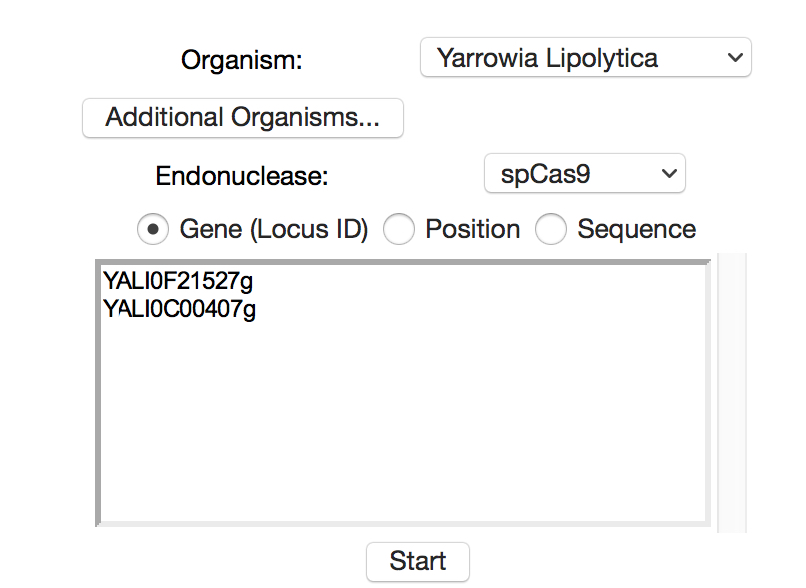 Organism: Yarrowia Lipolytica
Additional Organisms...
Endonuclease: spCas9
Gene (Locus ID) Position Sequence
YALI0F21527g
YALI0C00407g
Start